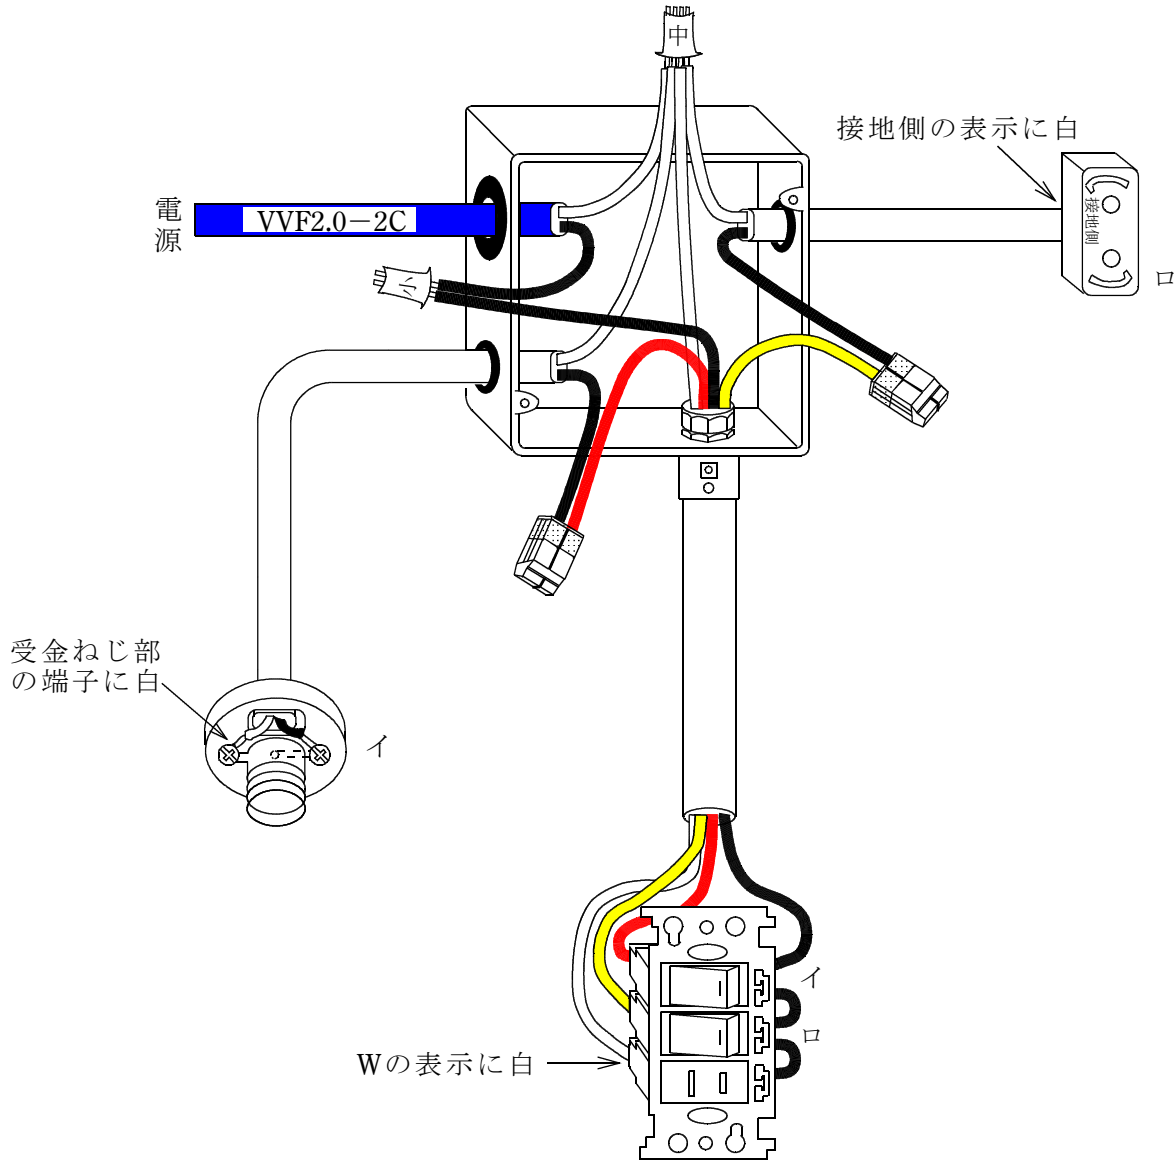 中
接地側の表示に白
電源
VVF2.0－2C
接地側
小
ロ
受金ねじ部
の端子に白
イ
イ
ロ
Wの表示に白